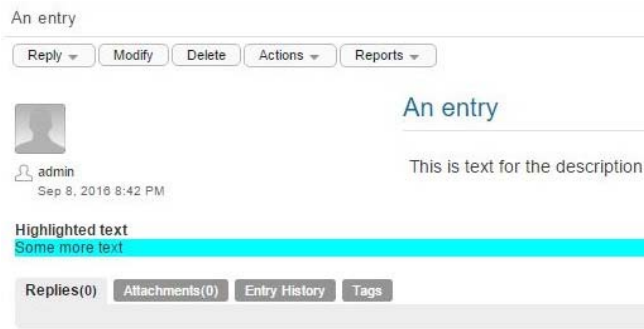 An entry
Reply Modify Delete Actions Reports
An entry
This is text for the description
admin
Sep 8, 2016 8:42 PM
Highlighted text
Some more text
Replies(0) Attachments(0) Entry History Tags